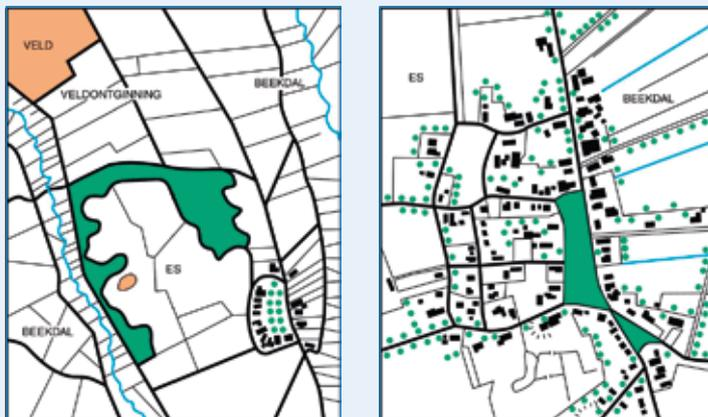 VELD
VELDONTGINNING
BEEKDAL
ES
BEEKDAL
ES
BEEKDAL